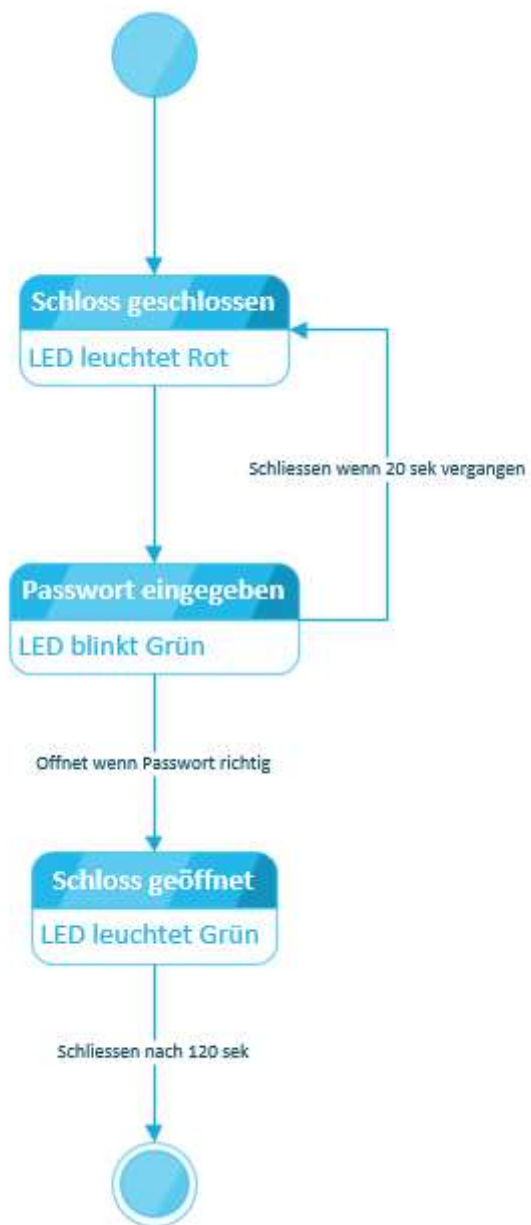 Schloss geschlossen
LED leuchtet Rot
Schliessen wenn 20 sek vergangen
Passwort eingegeben
LED blinkt Grün
Offnet wenn Passwort richtig
Schloss geöffnet
LED leuchtet Grün
Schliessen nach 120 sek